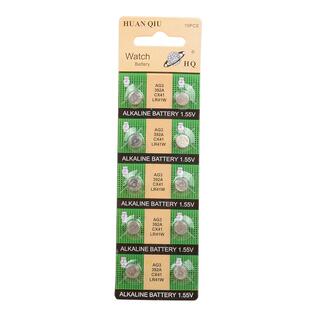 HUAN QIU
10PCS
Watch
Battery
HQ
AG3
392A
CX41
LR41W
ALKALINE BATTERY 1.55V
AG3
392A
CX41
LR41W
ALKALINE BATTERY 1.55V
AG3
392A
CX41
LR41W
ALKALINE BATTERY 1.55V
AG3
392A
CX41
LR41W
ALKALINE BATTERY 1.55V
AG3
392A
CX41
LR41W
ALKALINE BATTERY 1.55V